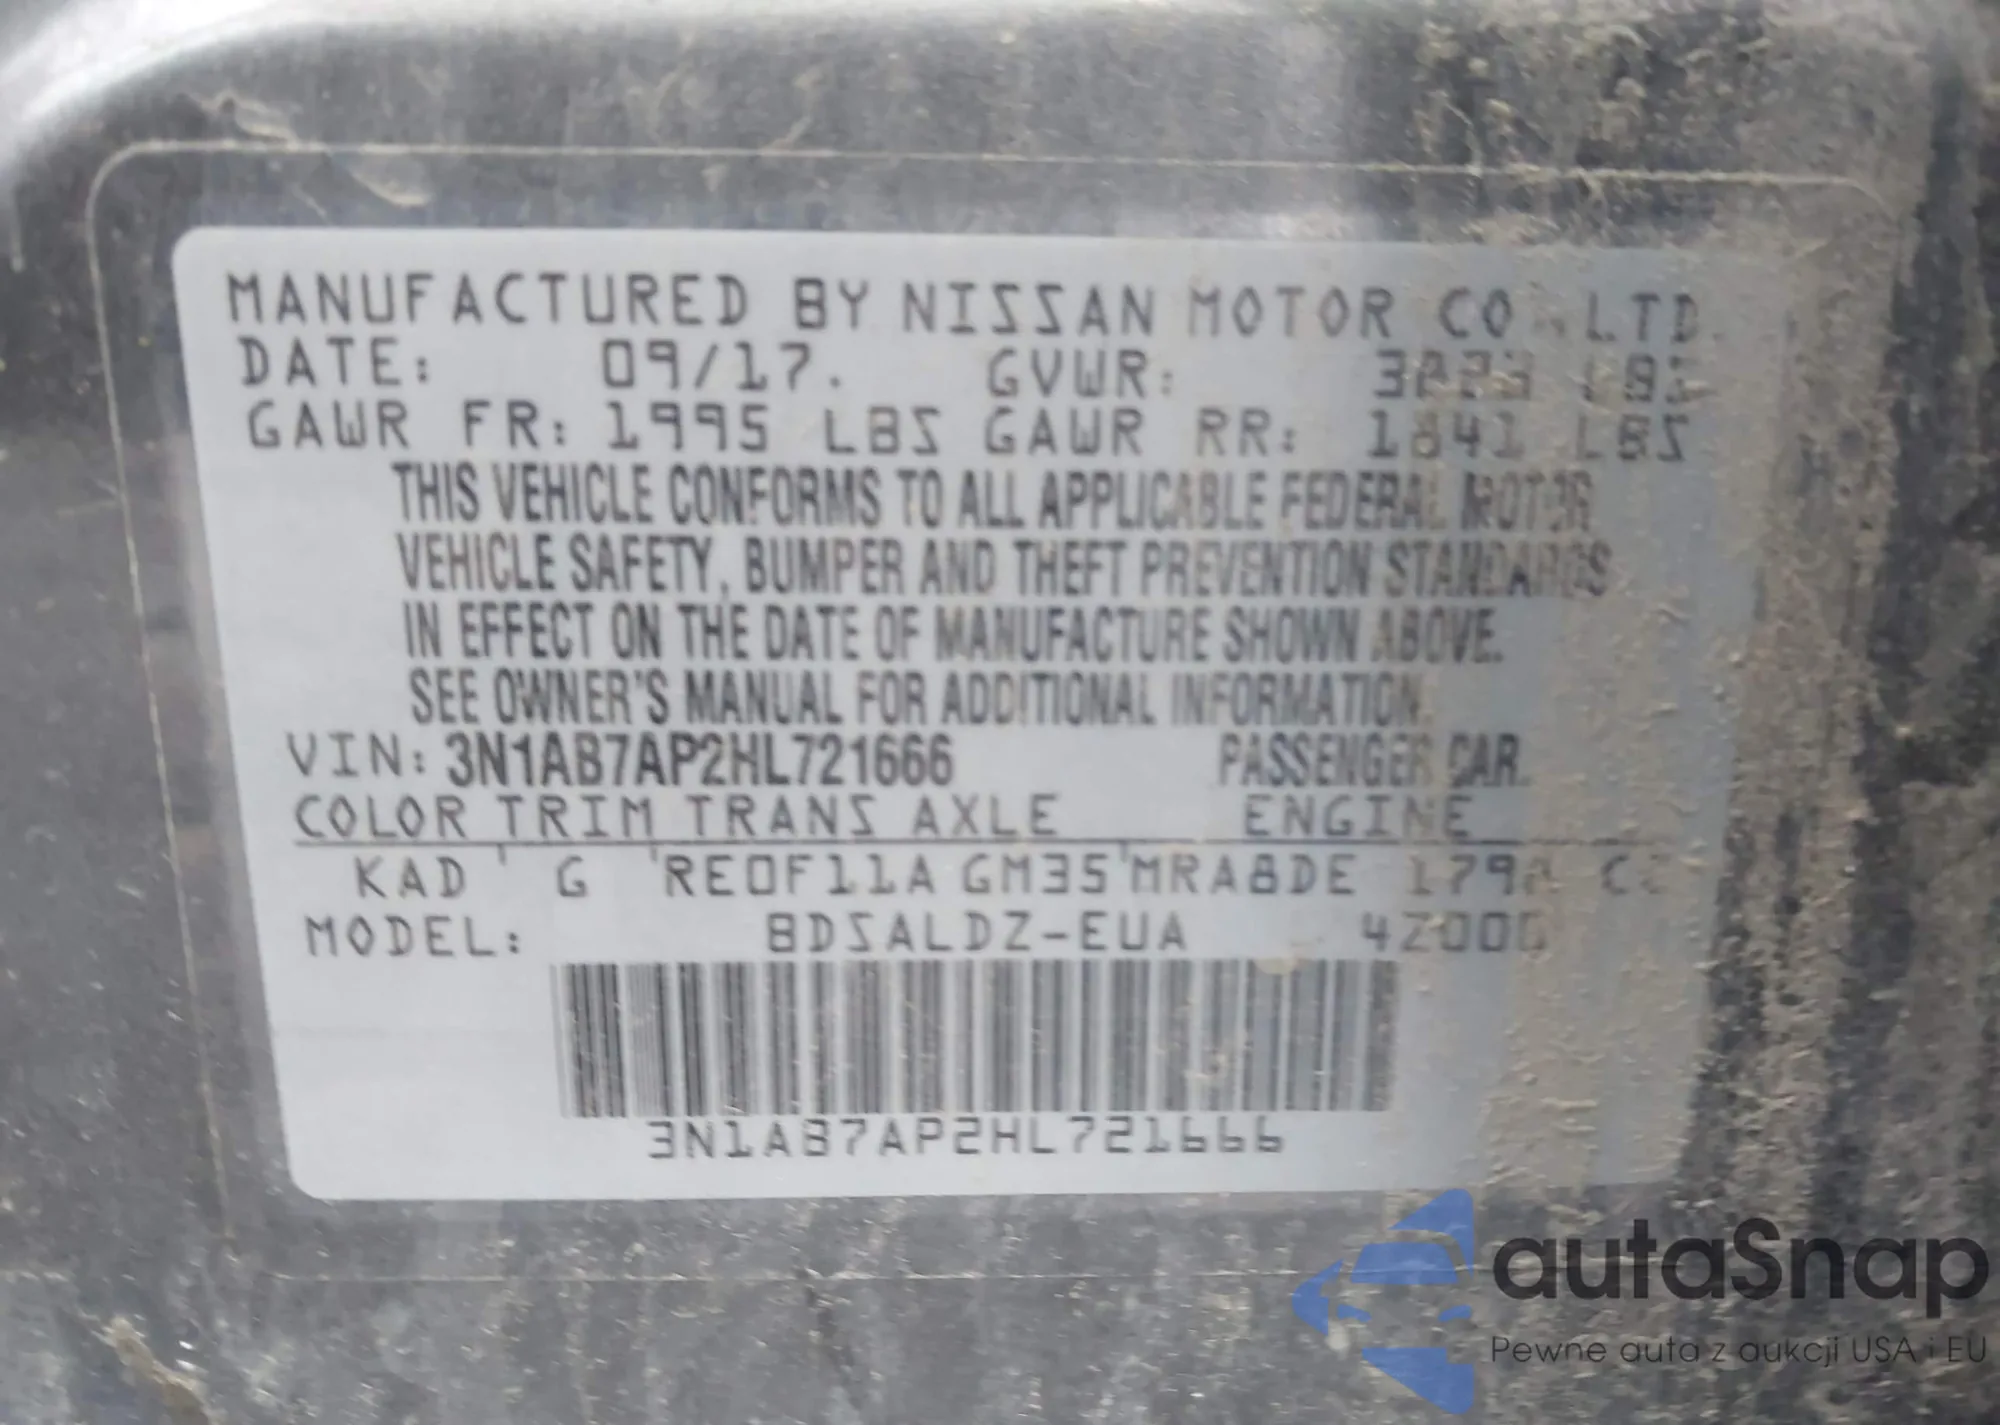 MANUFACTURED BY NISSAN MOTOR CO LTD.
DATE: 09/17. GVWR:
GAWR FR: 1995 LBS GAWR RR: 1841 LBS
THIS VEHICLE CONFORMS TO ALL APPLICABLE FEDERAL MOTOR
VEHICLE SAFETY, BUMPER AND THEFT PREVENTION STANDARDS
IN EFFECT ON THE DATE OF MANUFACTURE SHOWN ABOVE.
SEE OWNER'S MANUAL FOR ADDITIONAL INFORMATION.
VIN: 3N1AB7AP2HL721666 PASSENGER CAR
COLOR TRIM TRANS AXLE ENGINE
KAD G RE0F11A GM35 MRA8DE
MODEL: BDSALDZ-EUA 4Z000
3N1AB7AP2HL721666
autaSnap
Pewne auta z aukcji USA i EU